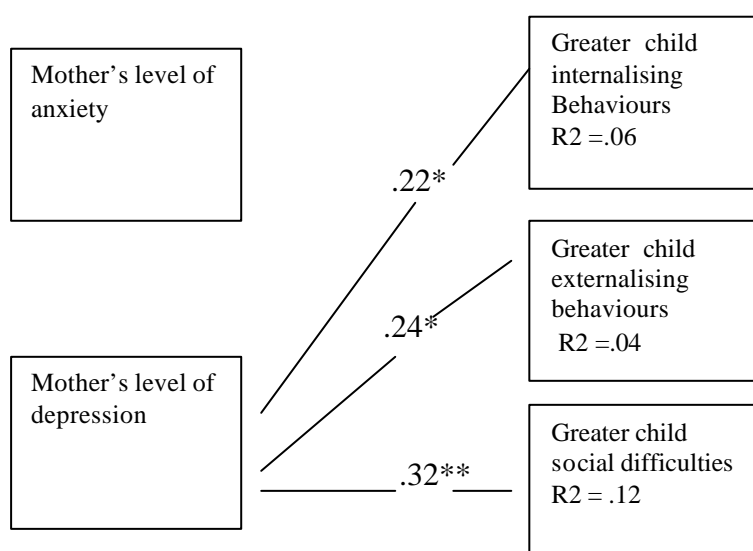 Mother's level of
anxiety
Greater child
internalising
Behaviours
R2 =.06
.22*
Greater child
externalising
behaviours
R2 =.04
.24*
Mother's level of
depression
Greater child
social difficulties
R2 = .12
.32**